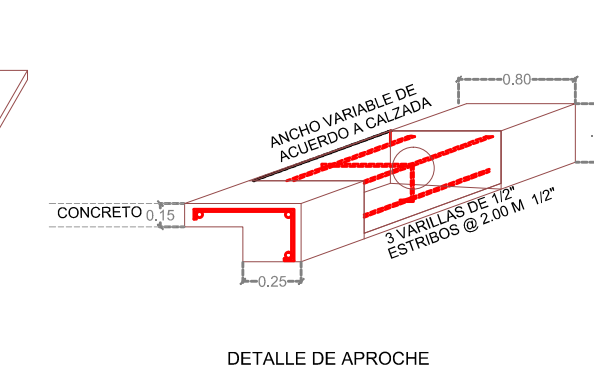 0.80
ANCHO VARIABLE DE
ACUERDO A CALZADA
CONCRETO
0.15
3 VARILLAS DE 1/2"
ESTRIBOS @ 2.00 M 1/2"
0.25
DETALLE DE APROCHE